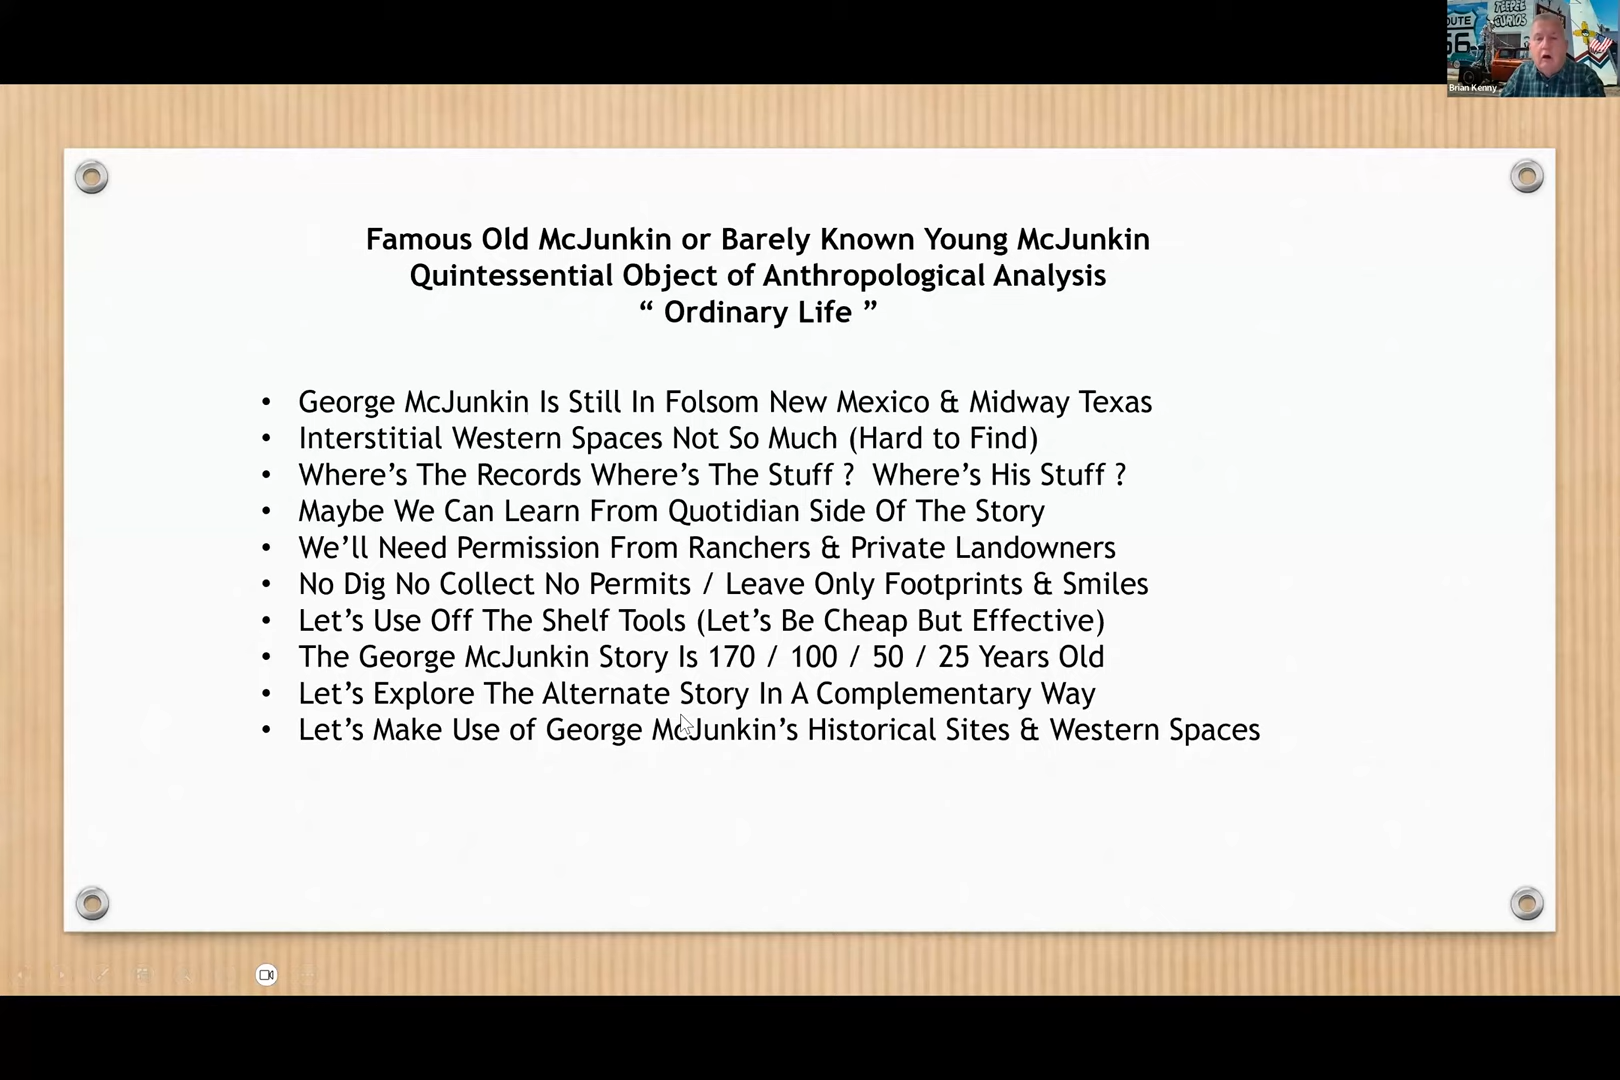 ROUTE
66
TEEPEE
CURIOS
Brian Kenny
Famous Old McJunkin or Barely Known Young McJunkin
Quintessential Object of Anthropological Analysis
“ Ordinary Life ”
• George McJunkin Is Still In Folsom New Mexico & Midway Texas
• Interstitial Western Spaces Not So Much (Hard to Find)
• Where’s The Records Where’s The Stuff ?  Where’s His Stuff ?
• Maybe We Can Learn From Quotidian Side Of The Story
• We’ll Need Permission From Ranchers & Private Landowners
• No Dig No Collect No Permits / Leave Only Footprints & Smiles
• Let’s Use Off The Shelf Tools (Let’s Be Cheap But Effective)
• The George McJunkin Story Is 170 / 100 / 50 / 25 Years Old
• Let’s Explore The Alternate Story In A Complementary Way
• Let’s Make Use of George McJunkin’s Historical Sites & Western Spaces